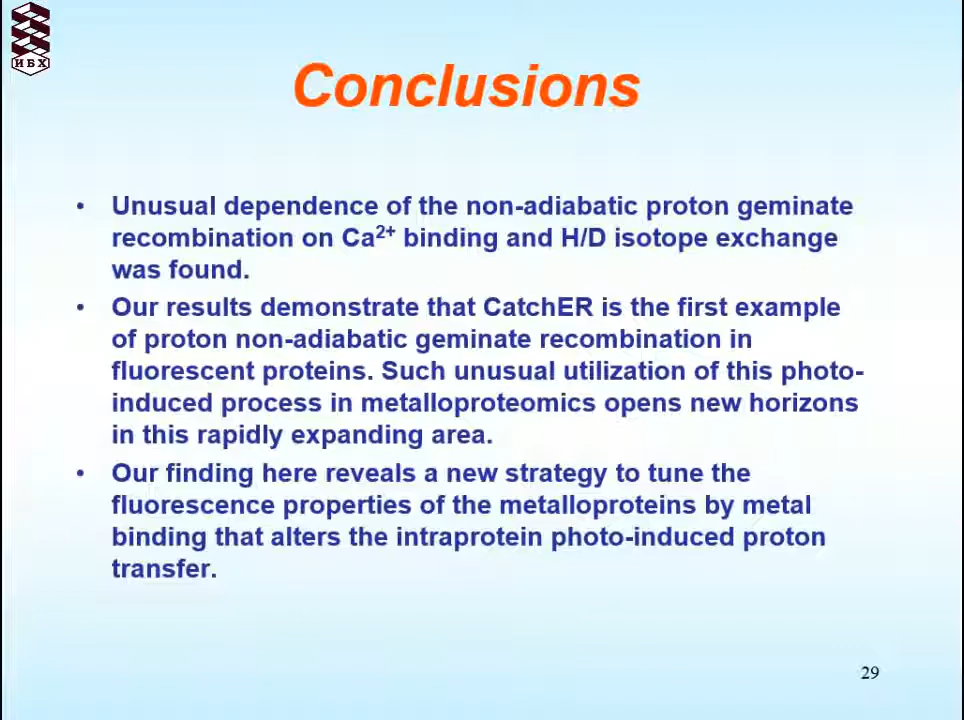 ИБХ
Conclusions
• Unusual dependence of the non-adiabatic proton geminate
recombination on Ca²⁺ binding and H/D isotope exchange
was found.
• Our results demonstrate that CatchER is the first example
of proton non-adiabatic geminate recombination in
fluorescent proteins. Such unusual utilization of this photo-
induced process in metalloproteomics opens new horizons
in this rapidly expanding area.
• Our finding here reveals a new strategy to tune the
fluorescence properties of the metalloproteins by metal
binding that alters the intraprotein photo-induced proton
transfer.
29